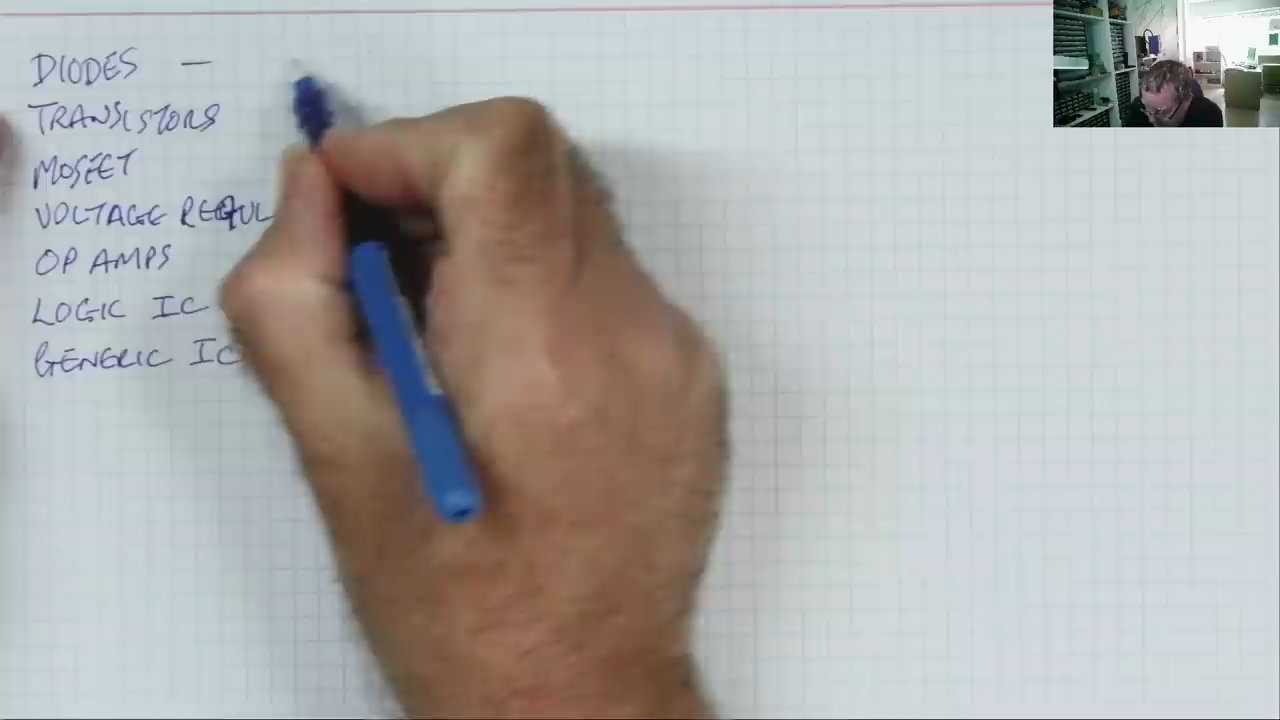 DIODES —
TRANSISTORS
MOSFET
VOLTAGE REGUL
OP AMPS
LOGIC IC
GENERIC IC